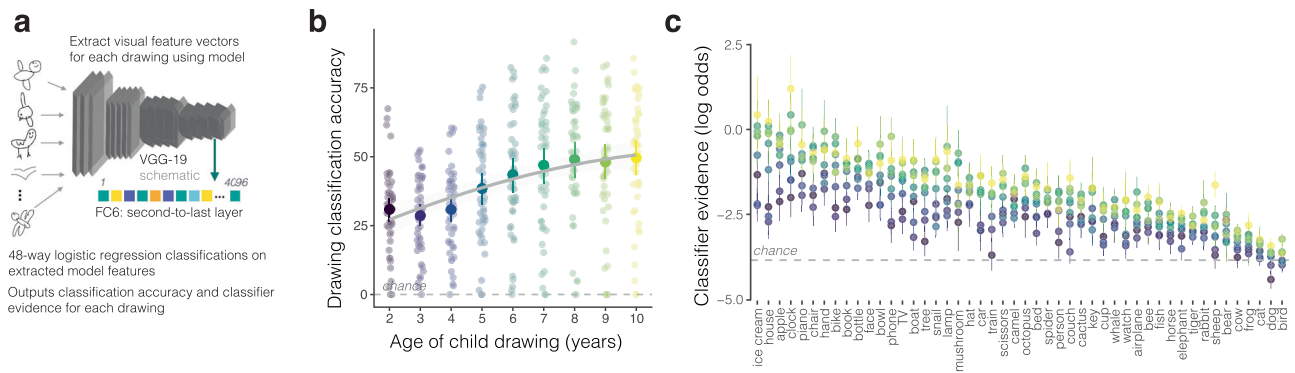 a
Extract visual feature vectors
for each drawing using model
VGG-19
schematic
1
4096
...
...
FC6: second-to-last layer
48-way logistic regression classifications on
extracted model features
Outputs classification accuracy and classifier
evidence for each drawing
b
Drawing classification accuracy
75
50
25
0
chance
2 3 4 5 6 7 8 9 10
Age of child drawing (years)
c
Classifier evidence (log odds)
2.5
0.0
-2.5
-5.0
chance
ice cream
house
apple
clock
piano
chair
hand
bike
book
bottle
face
bowl
phone
TV
boat
tree
snail
lamp
mushroom
hat
car
train
scissors
camel
octopus
bed
spider
person
couch
cactus
key
cup
whale
watch
airplane
bee
fish
horse
elephant
tiger
rabbit
sheep
bear
cow
frog
cat
dog
bird